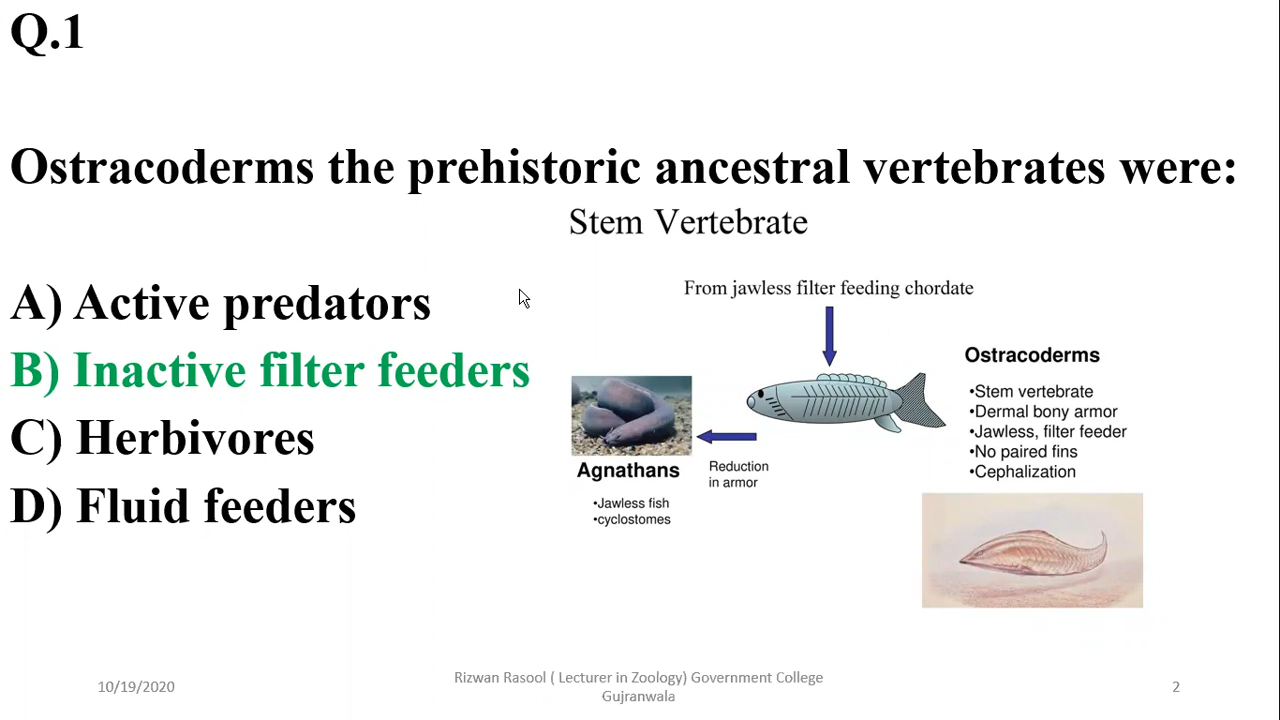 Q.1
Ostracoderms the prehistoric ancestral vertebrates were:
Stem Vertebrate
A) Active predators
B) Inactive filter feeders
C) Herbivores
D) Fluid feeders
From jawless filter feeding chordate
Ostracoderms
•Stem vertebrate
•Dermal bony armor
•Jawless, filter feeder
•No paired fins
•Cephalization
Reduction
in armor
Agnathans
•Jawless fish
•cyclostomes
10/19/2020
Rizwan Rasool ( Lecturer in Zoology) Government College
Gujranwala
2